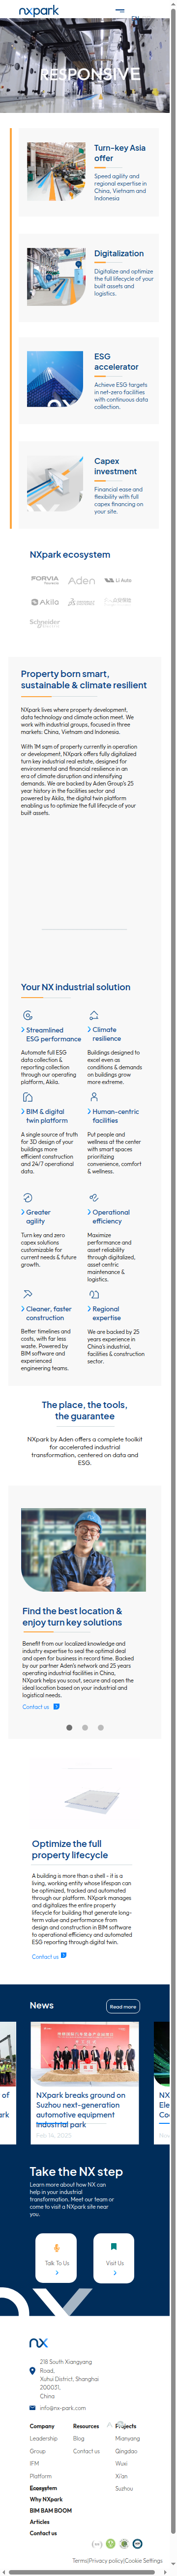 nxpark
EN
RESPONSIVE
Turn-key Asia
offer
Speed agility and
regional expertise in
China, Vietnam and
Indonesia
Digitalization
Digitalize and optimize
the full lifecycle of your
built assets and
logistics.
ESG
accelerator
Achieve ESG targets
in net-zero facilities
with continuous data
collection.
Capex
investment
Financial ease and
flexibility with full
capex financing on
your site.
NXpark ecosystem
FORVIA
Aden
Li Auto
Akila
Schneider
Property born smart,
sustainable & climate resilient
NXpark lives where property development,
data technology and climate action meet. We
work with industrial groups, focused in three
markets: China, Vietnam and Indonesia.
With 1M sqm of property currently in operation
or development, NXpark offers fully digitalized
turn key industrial real estate, designed for
environmental and financial resilience in an
era of climate disruption and intensifying
demands. We are backed by Aden Group's 25
year history in the facilities sector and
powered by Akila, the digital twin platform
enabling us to optimize the full lifecycle of your
built assets.
Your NX industrial solution
Streamlined
ESG performance
Automate full ESG
data collection &
reporting collection
through our operating
platform, Akila.
Climate
resilience
Buildings designed to
excel even as
conditions & demands
on buildings grow
more extreme.
BIM & digital
twin platform
A single source of truth
for 3D design of your
buildings more
efficient construction
and 24/7 operational
data.
Human-centric
facilities
Put people and
wellness at the center
with smart spaces
prioritizing
convenience, comfort
& wellness.
Greater
agility
Turn key and zero
capex solutions
customizable for
current needs & future
growth.
Operational
efficiency
Maximize
performance and
asset reliability
through digitalized,
asset centric
maintenance &
logistics.
Cleaner, faster
construction
Better timelines and
costs, with far less
waste. Powered by
BIM software and
experienced
engineering teams.
Regional
expertise
We are backed by 25
years experience in
China's industrial,
facilities & construction
sector.
The place, the tools,
the guarantee
NXpark by Aden offers a complete toolkit
for accelerated industrial
transformation, centered on data and
ESG.
Find the best location &
enjoy turn key solutions
Benefit from our localized knowledge and
industry expertise to seal the optimal deal
and open for business in record time. Backed
by our partner Aden's network and 25 years
operating industrial facilities in China,
NXpark helps you scout, secure and open the
ideal location based on your industrial and
logistical needs.
Contact us
Optimize the full
property lifecycle
A building is more than a shell - it is a
living, working entity whose lifespan can
be optimized, automated and tracked
through our platform. NXpark manages
and digitalizes the entire property
lifecycle for building that generate long-
term value and performance from
design and construction in BIM software
to operational efficiency and automated
ESG reporting through digital twin.
Contact us
News
Read more
of
ark
NXpark breaks ground on
Suzhou next-generation
automotive equipment
industrial park
Feb 14, 2023
NX
Ele
Co
Take the NX step
Learn more about how NX can
help in your industrial
transformation. Meet our team or
come to visit a NXpark site near
you.
Talk To Us
Visit Us
NX
218 South Xiangyang
Road,
Xuhui District, Shanghai
200031,
China
info@nx-park.com
Company
Resources
Projects
Leadership
Blog
Mianyang
Group
Contact us
Qingdao
IFM
Wuxi
Platform
Xi'an
Ecosystem
Suzhou
Why NXpark
BIM BAM BOOM
Articles
Contact us
Terms|Privacy policy|Cookie Settings